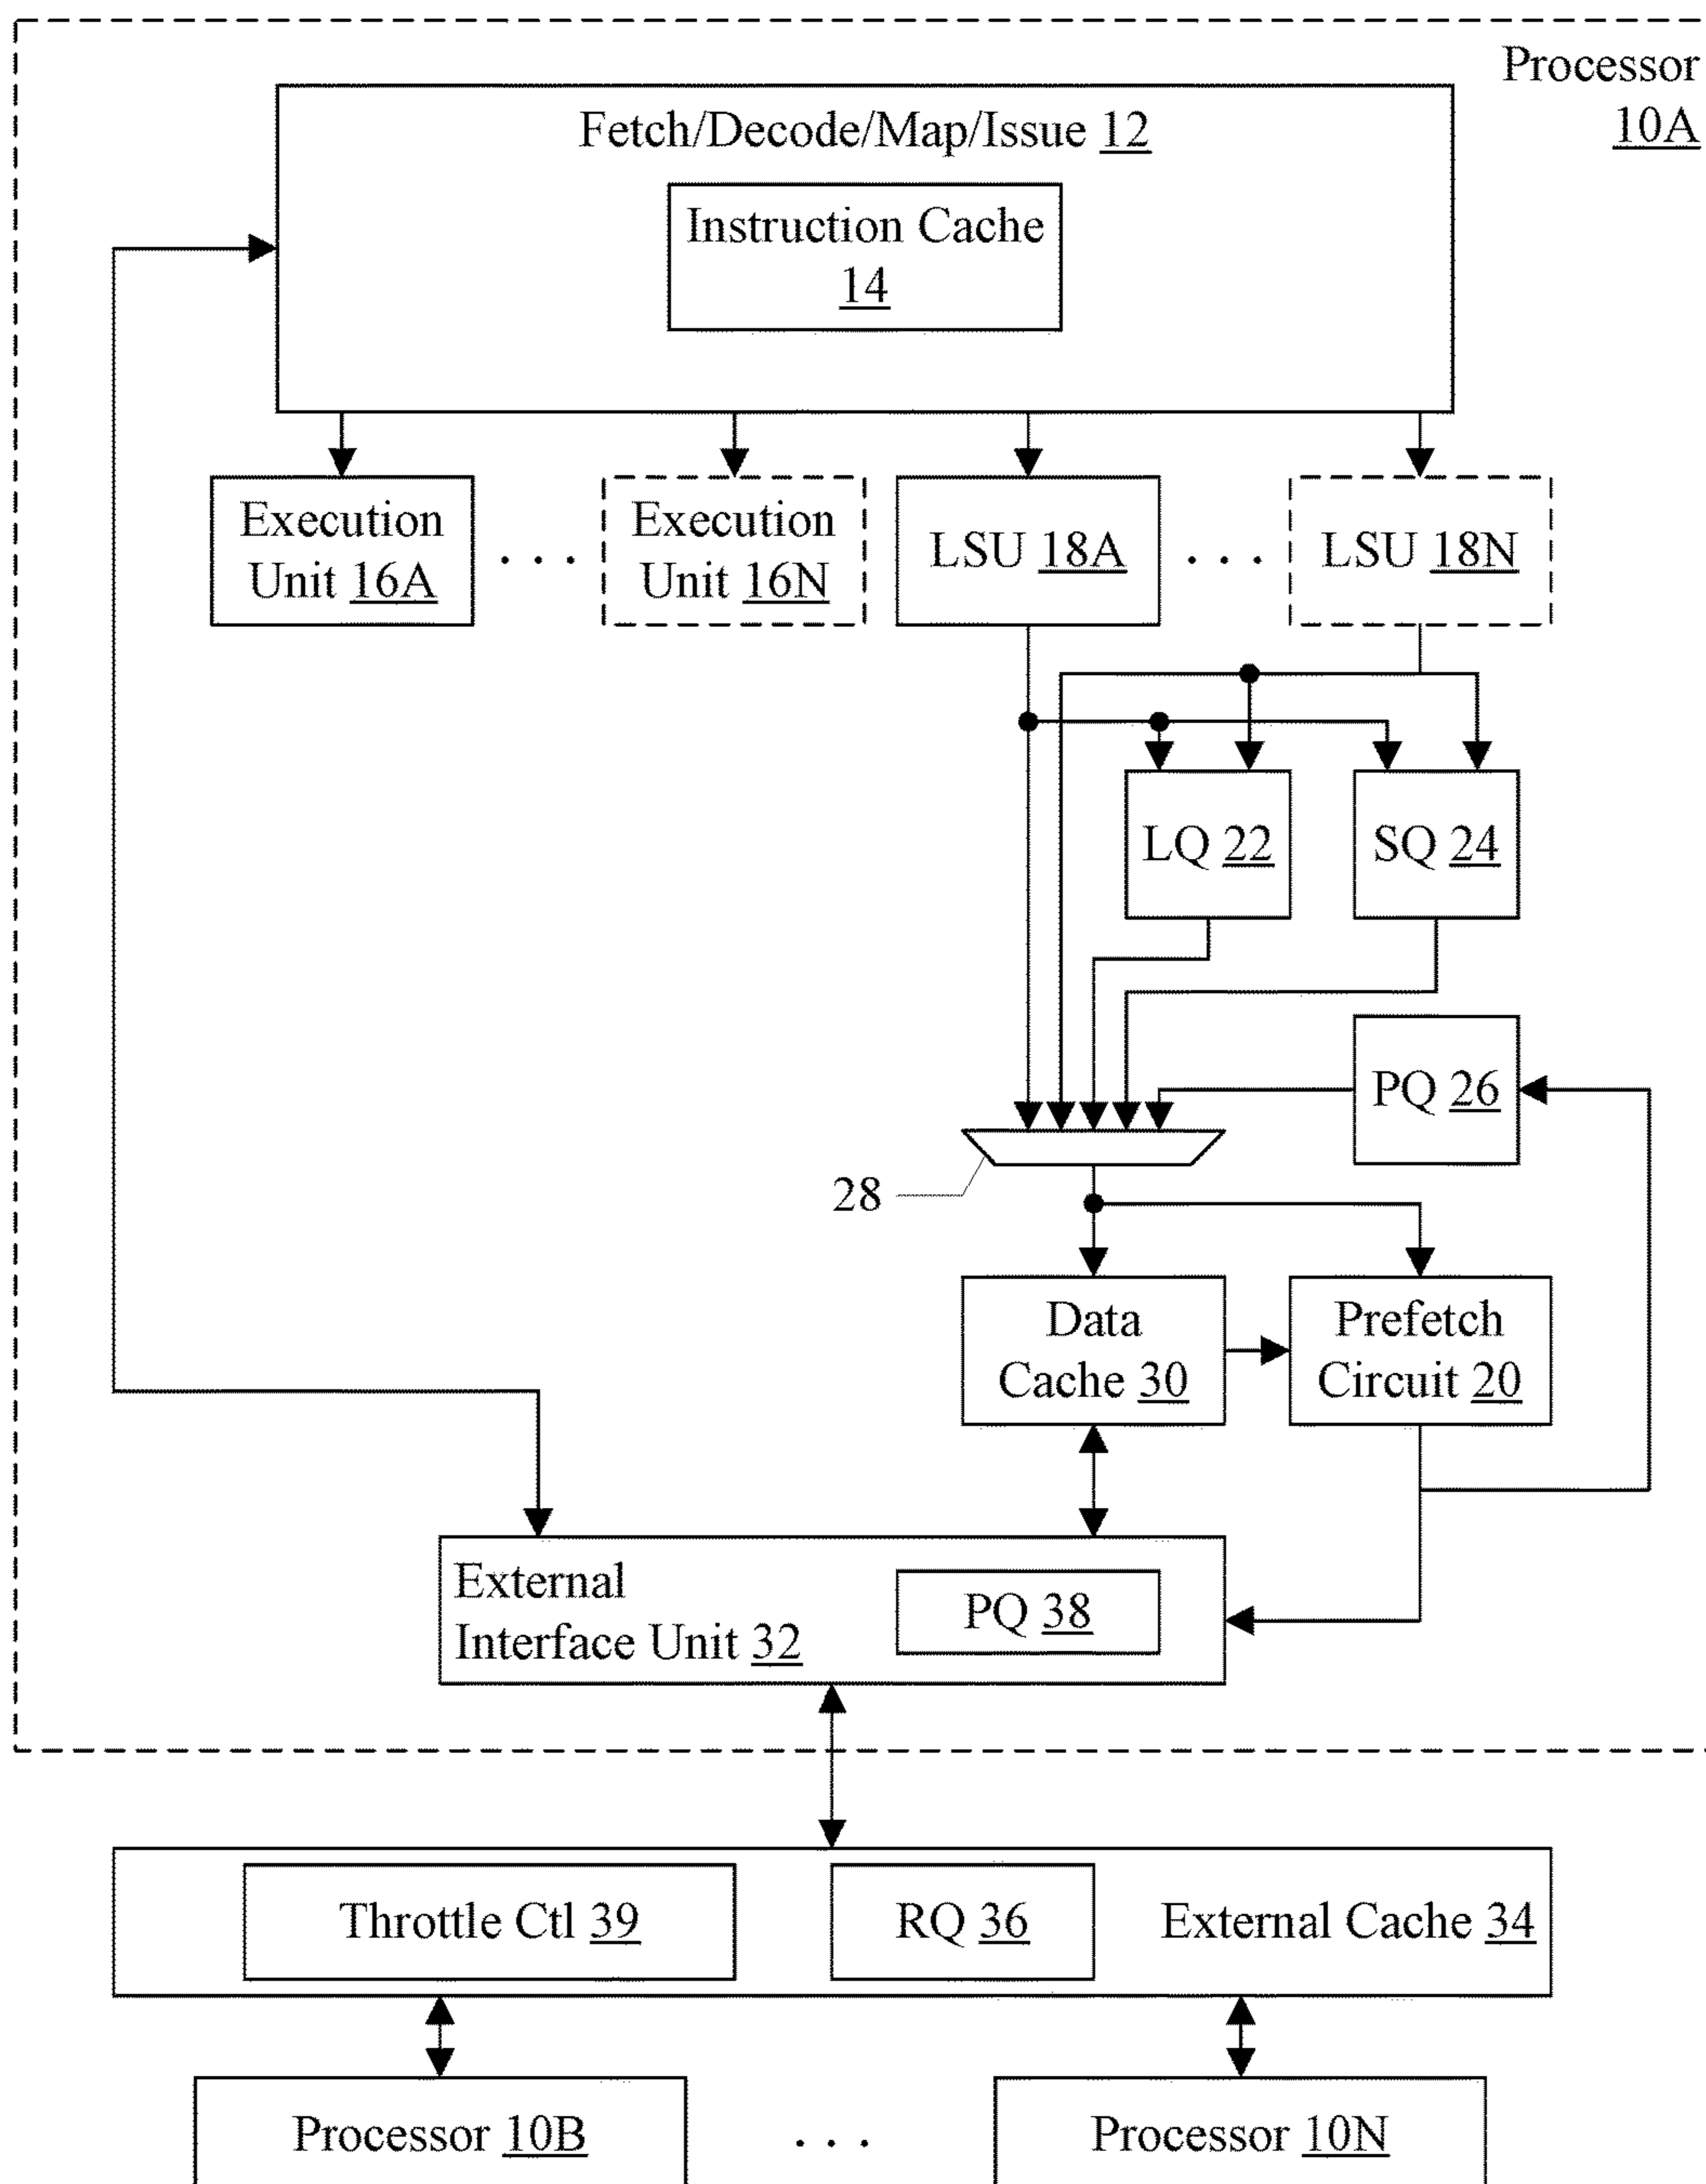 Processor
10A
Fetch/Decode/Map/Issue 12
Instruction Cache
14
Execution
Unit 16A
. . .
Execution
Unit 16N
LSU 18A
. . .
LSU 18N
LQ 22
SQ 24
PQ 26
28
Data
Cache 30
Prefetch
Circuit 20
External
Interface Unit 32
PQ 38
Throttle Ctl 39
RQ 36
External Cache 34
Processor 10B
. . .
Processor 10N